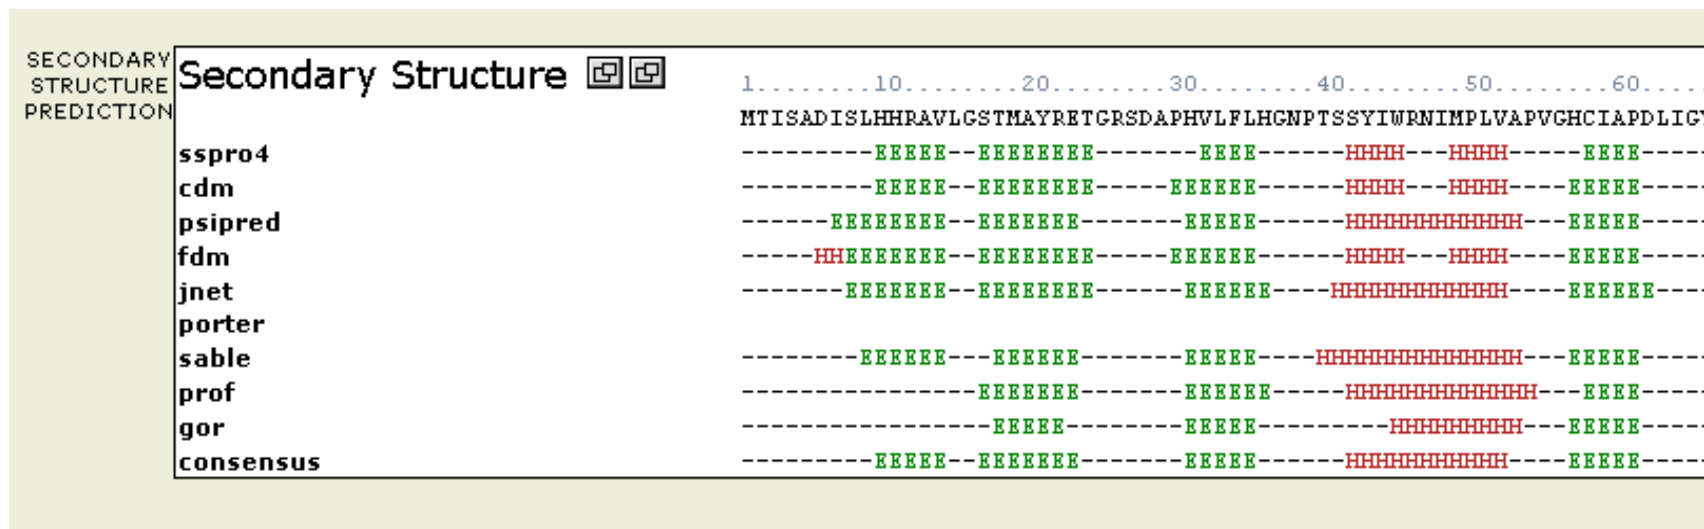 SECONDARY
STRUCTURE
PREDICTION
Secondary Structure
1........10........20........30........40........50........60....
MTISADISLHHRAVLGSTMAYRETGRSDAPHVLFLHGNPTSSYIWRNIMPLVAPVGHCIAPDLIGY
sspro4 ---------EEEEE--EEEEEEEE-------EEEE------HHHH---HHHH-----EEEE-----
cdm ---------EEEEE--EEEEEEEE-----EEEEEE------HHHH---HHHH----EEEEE-----
psipred ------EEEEEEEE--EEEEEEE-------EEEEE------HHHHHHHHHHHH---EEEEE-----
fdm -----HHEEEEEEE--EEEEEEEE-----EEEEEE------HHHH---HHHH----EEEEE-----
jnet -------EEEEEEE--EEEEEEEE------EEEEEE----HHHHHHHHHHHH----EEEEEE----
porter
sable --------EEEEEE---EEEEEE-------EEEEE----HHHHHHHHHHHHHH---EEEEE-----
prof ----------------EEEEEEE-------EEEEEE-----HHHHHHHHHHHHH---EEEE-----
gor -----------------EEEEE--------EEEEE---------HHHHHHHHH---EEEEE-----
consensus ---------EEEEE--EEEEEEE-------EEEEE------HHHHHHHHHHH----EEEEE-----